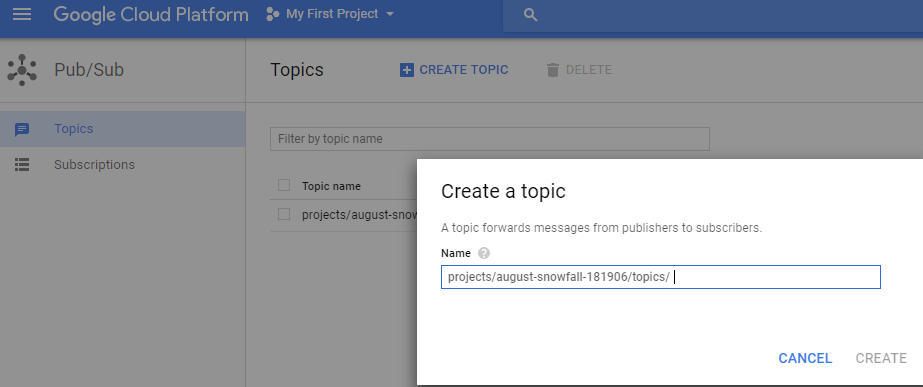 Google Cloud Platform My First Project
Pub/Sub Topics CREATE TOPIC DELETE
Topics
Subscriptions
Filter by topic name
Topic name
projects/august-snow
Create a topic
A topic forwards messages from publishers to subscribers.
Name ?
projects/august-snowfall-181906/topics/
CANCEL CREATE